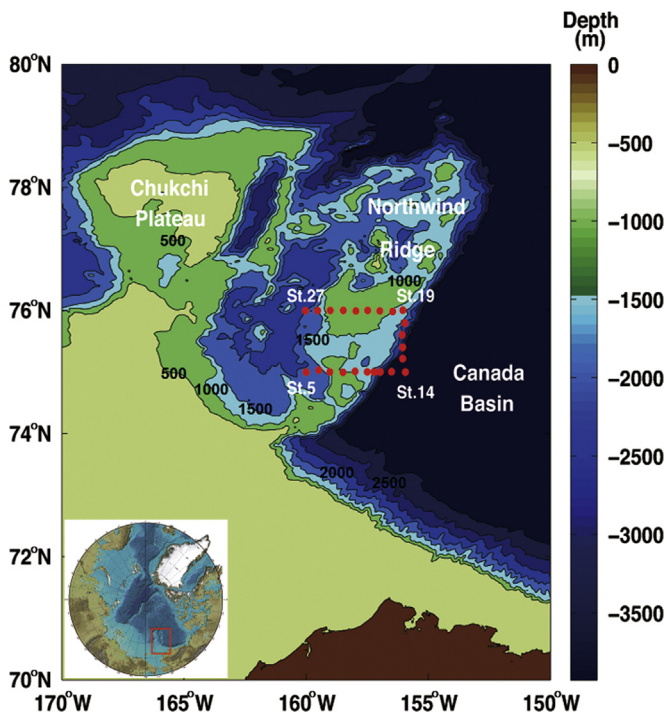 Depth
(m)
80°N
78°N
76°N
74°N
72°N
70°N
170°W
165°W
160°W
155°W
150°W
0
−500
−1000
−1500
−2000
−2500
−3000
−3500
Chukchi
Plateau
500
Northwind
Ridge
1000
St.27
St.19
1500
500
1000
1500
St.5
St.14
Canada
Basin
2000
2500